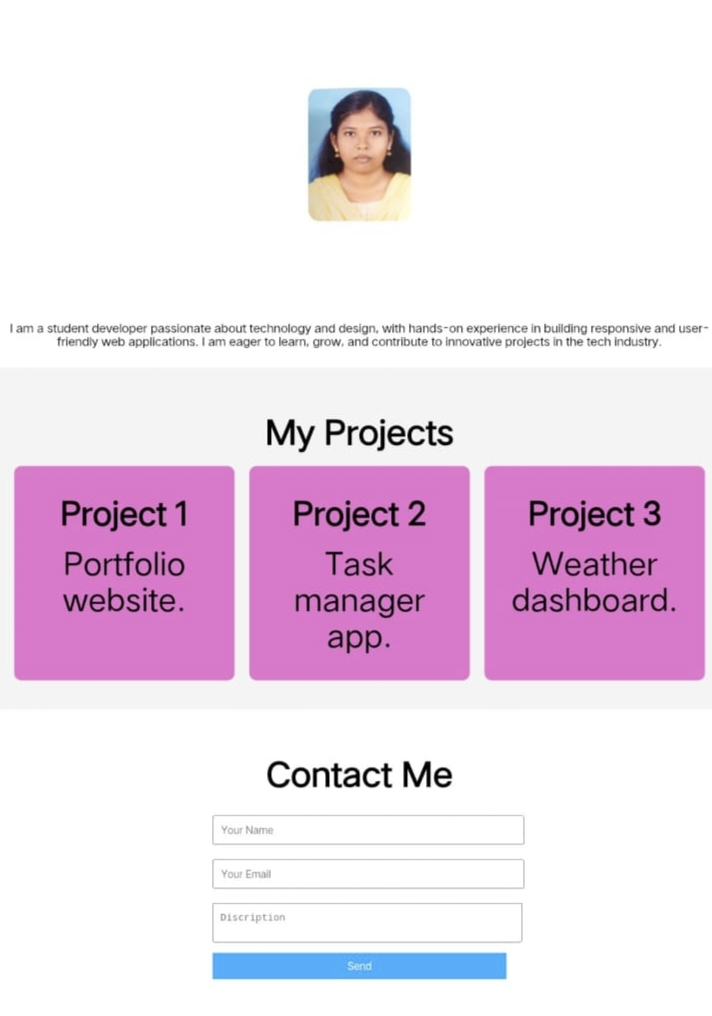 I am a student developer passionate about technology and design, with hands-on experience in building responsive and user-
friendly web applications. I am eager to learn, grow, and contribute to innovative projects in the tech industry.
My Projects
Project 1
Portfolio
website.
Project 2
Task
manager
app.
Project 3
Weather
dashboard.
Contact Me
Your Name
Your Email
Discription
Send